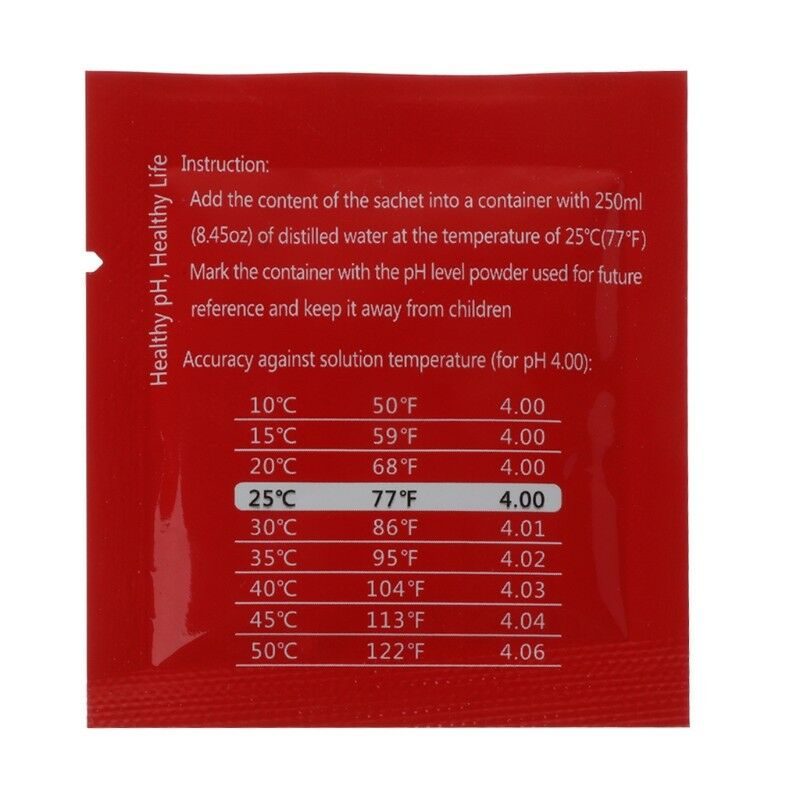 Healthy pH, Healthy Life
Instruction:
Add the content of the sachet into a container with 250ml
(8.45oz) of distilled water at the temperature of 25℃(77℉)
Mark the container with the pH level powder used for future
reference and keep it away from children
Accuracy against solution temperature (for pH 4.00):
10℃ 50℉ 4.00
15℃ 59℉ 4.00
20℃ 68℉ 4.00
25℃ 77℉ 4.00
30℃ 86℉ 4.01
35℃ 95℉ 4.02
40℃ 104℉ 4.03
45℃ 113℉ 4.04
50℃ 122℉ 4.06